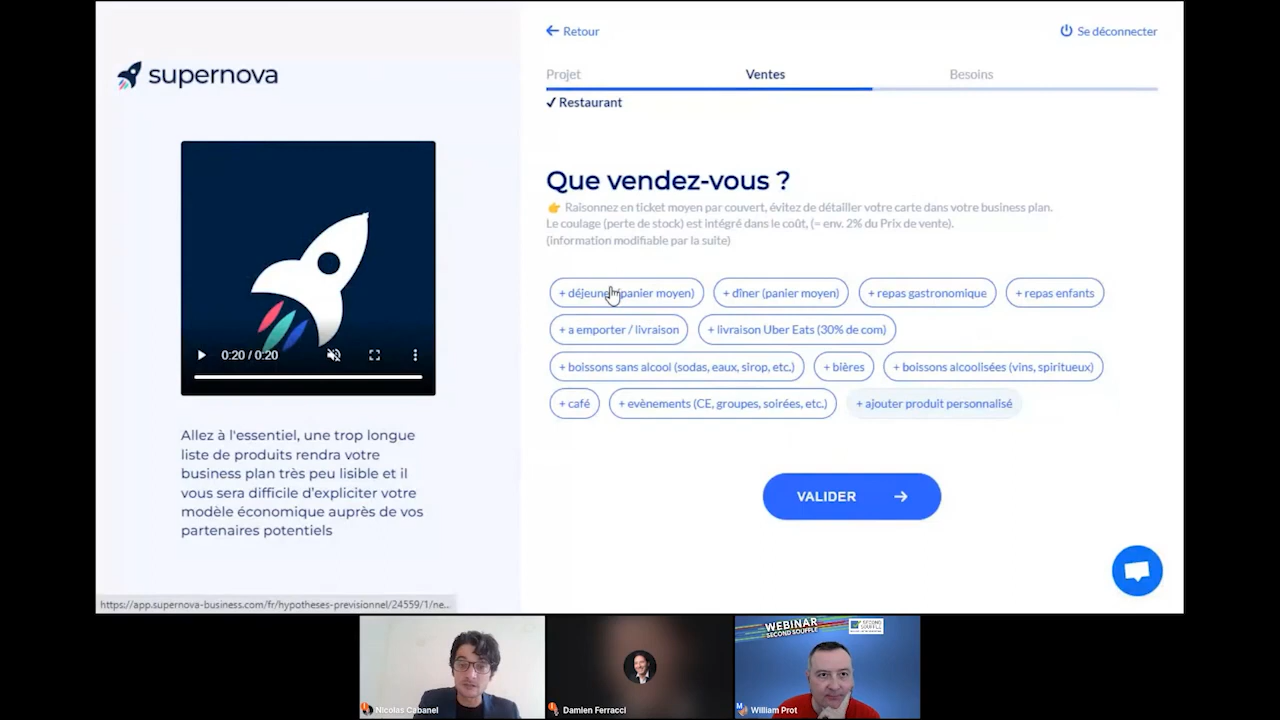 Retour
Se déconnecter
supernova
Projet
Ventes
Besoins
✓ Restaurant
Que vendez-vous ?
👉 Raisonnez en ticket moyen par couvert, évitez de détailler votre carte dans votre business plan.
Le coulage (perte de stock) est intégré dans le coût, (= env. 2% du Prix de vente).
(information modifiable par la suite)
+ déjeuner (panier moyen)
+ dîner (panier moyen)
+ repas gastronomique
+ repas enfants
+ a emporter / livraison
+ livraison Uber Eats (30% de com)
+ boissons sans alcool (sodas, eaux, sirop, etc.)
+ bières
+ boissons alcoolisées (vins, spiritueux)
+ café
+ evènements (CE, groupes, soirées, etc.)
+ ajouter produit personnalisé
0:20 / 0:20
Allez à l'essentiel, une trop longue
liste de produits rendra votre
business plan très peu lisible et il
vous sera difficile d'expliciter votre
modèle économique auprès de vos
partenaires potentiels
VALIDER
https://app.supernova-business.com/fr/hypotheses-previsionnel/24559/1/ne...
WEBINAR
SECOND SOUFFLE
SECOND
SOUFFLE
Nicolas Cabanel
Damien Ferracci
William Prot